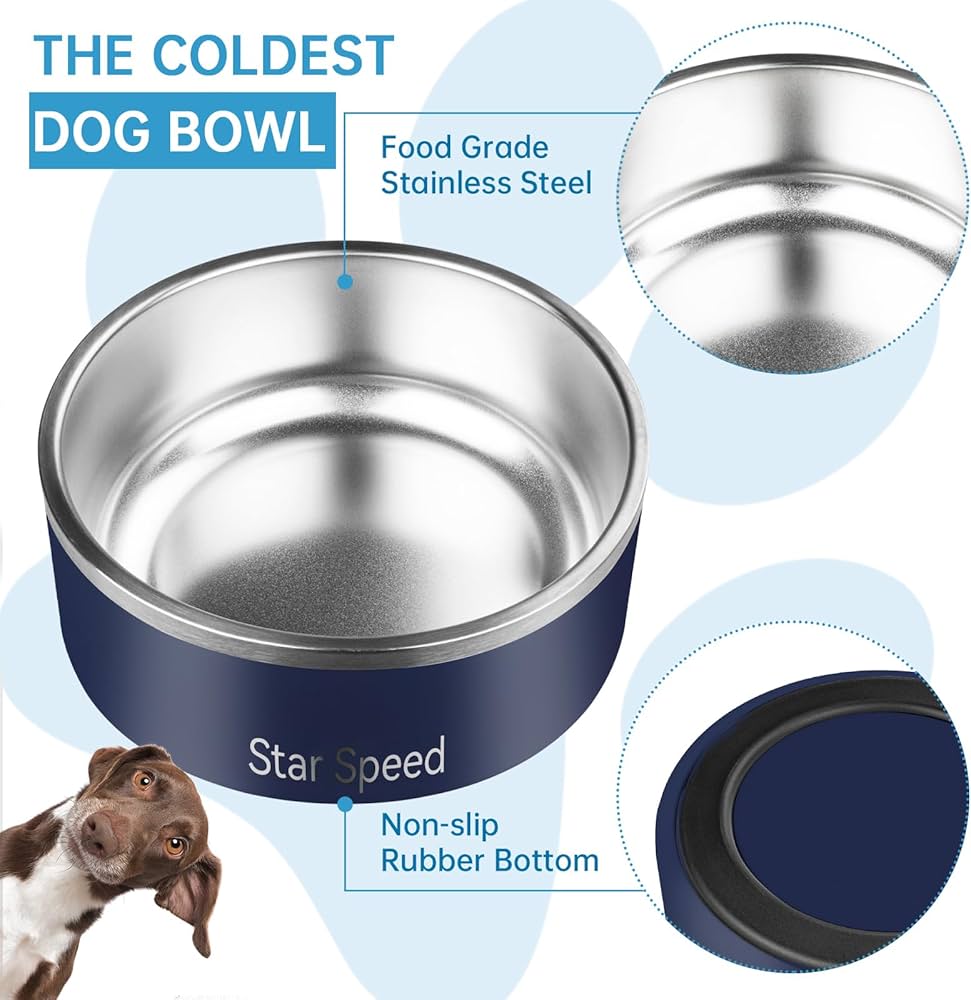 THE COLDEST
DOG BOWL
Food Grade
Stainless Steel
Star Speed
Non-slip
Rubber Bottom